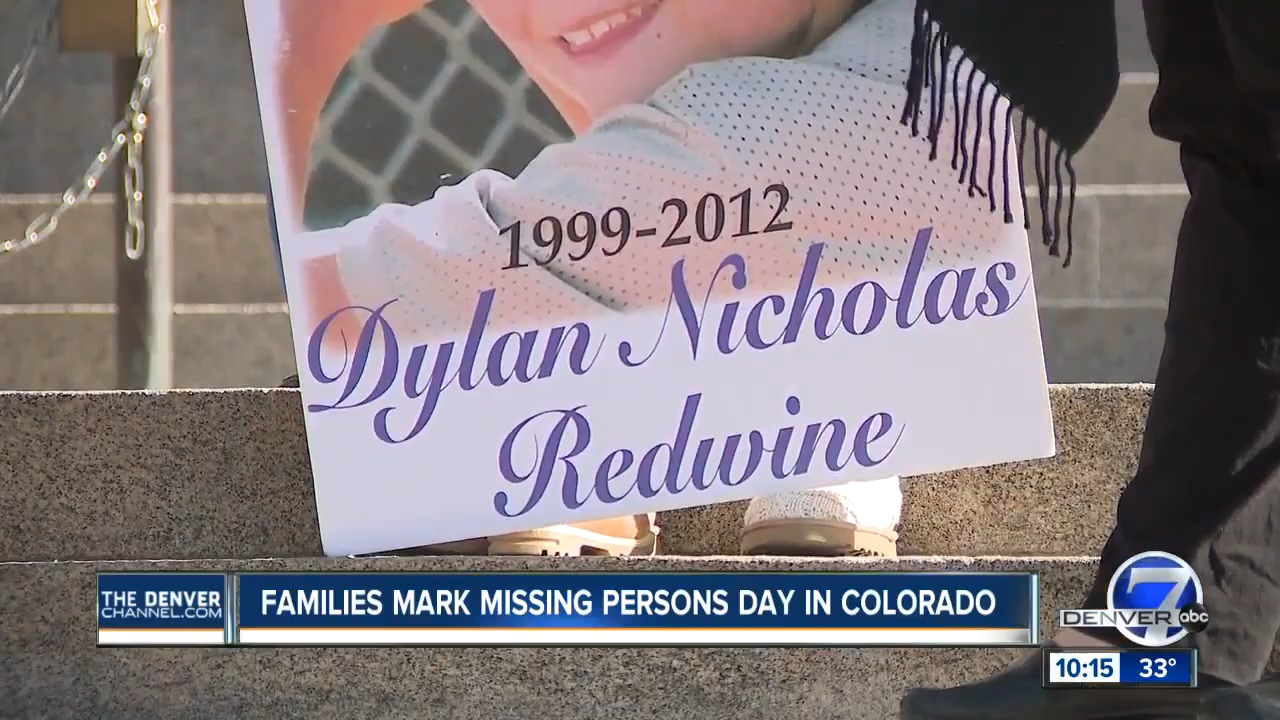 1999-2012
Dylan Nicholas
Redwine
THE DENVER
CHANNEL.COM
FAMILIES MARK MISSING PERSONS DAY IN COLORADO
7
DENVER abc
10:15 33°